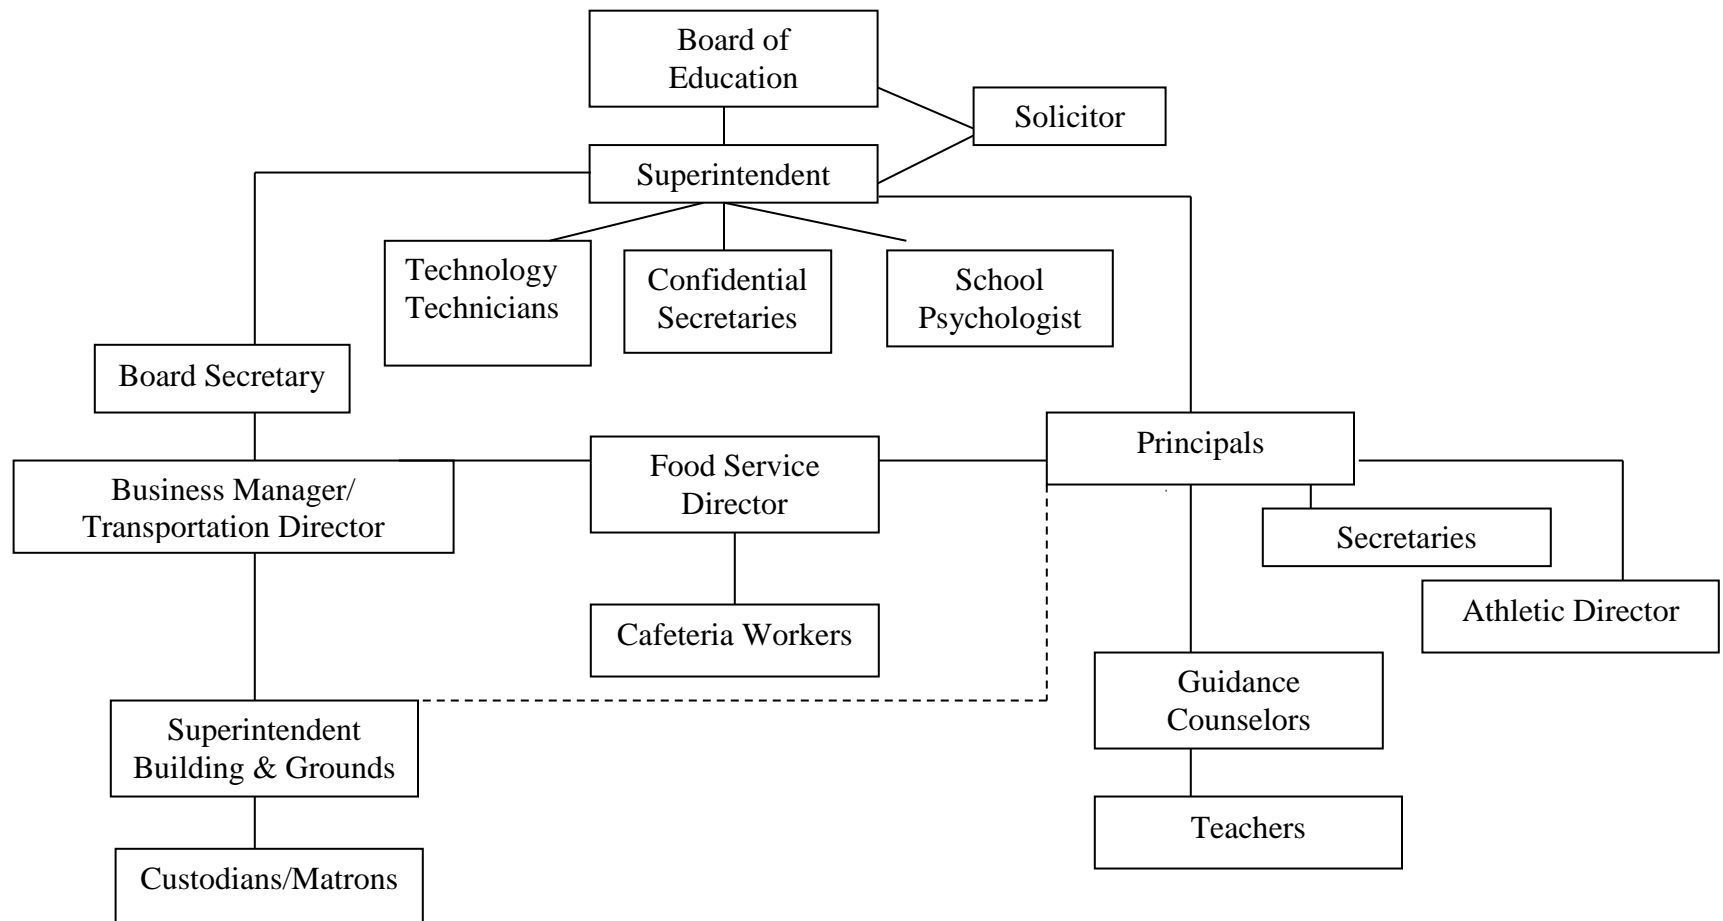 Board of
Education
Solicitor
Superintendent
Technology
Technicians
Confidential
Secretaries
School
Psychologist
Board Secretary
Principals
Food Service
Director
Business Manager/
Transportation Director
Secretaries
Athletic Director
Cafeteria Workers
Guidance
Counselors
Superintendent
Building & Grounds
Teachers
Custodians/Matrons